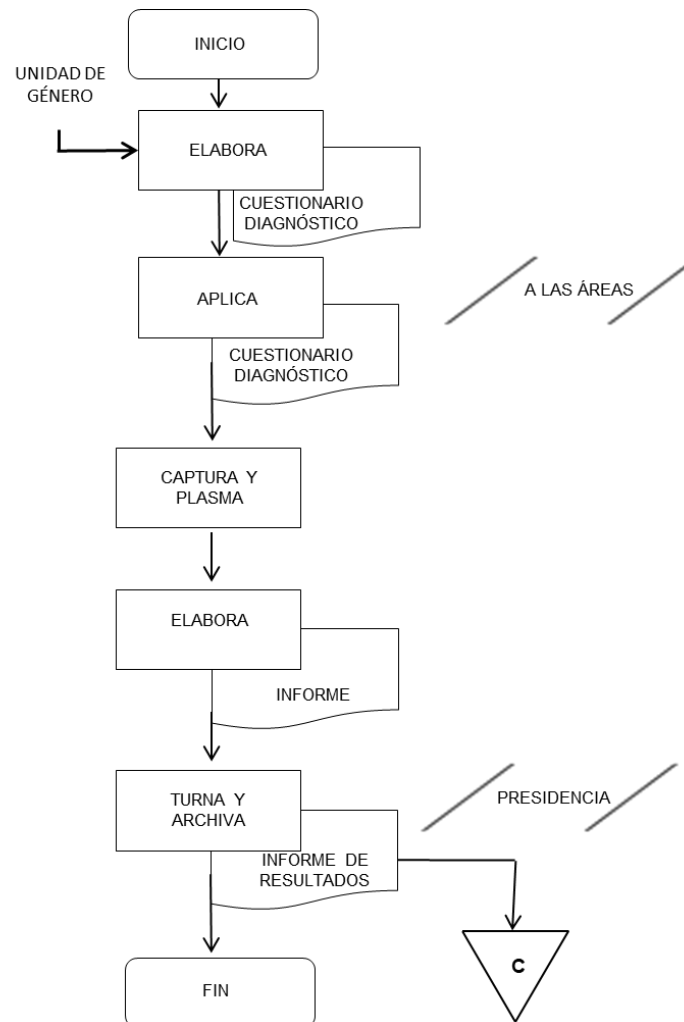 INICIO
UNIDAD DE
GÉNERO
ELABORA
CUESTIONARIO
DIAGNÓSTICO
APLICA
A LAS ÁREAS
CUESTIONARIO
DIAGNÓSTICO
CAPTURA Y
PLASMA
ELABORA
INFORME
TURNA Y
ARCHIVA
PRESIDENCIA
INFORME DE
RESULTADOS
C
FIN